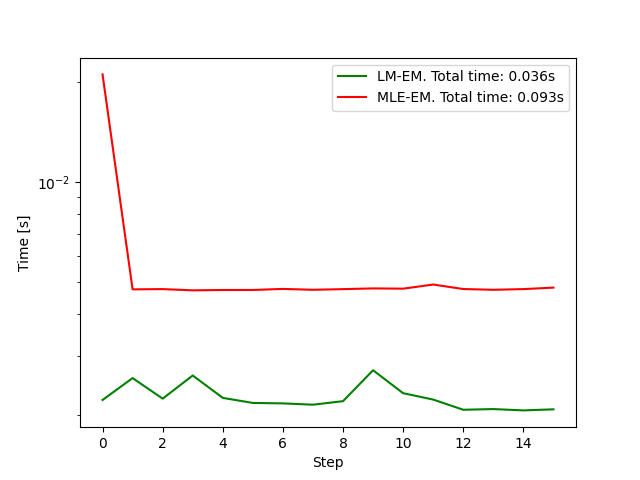 LM-EM. Total time: 0.036s
MLE-EM. Total time: 0.093s
10⁻²
Time [s]
0 2 4 6 8 10 12 14
Step